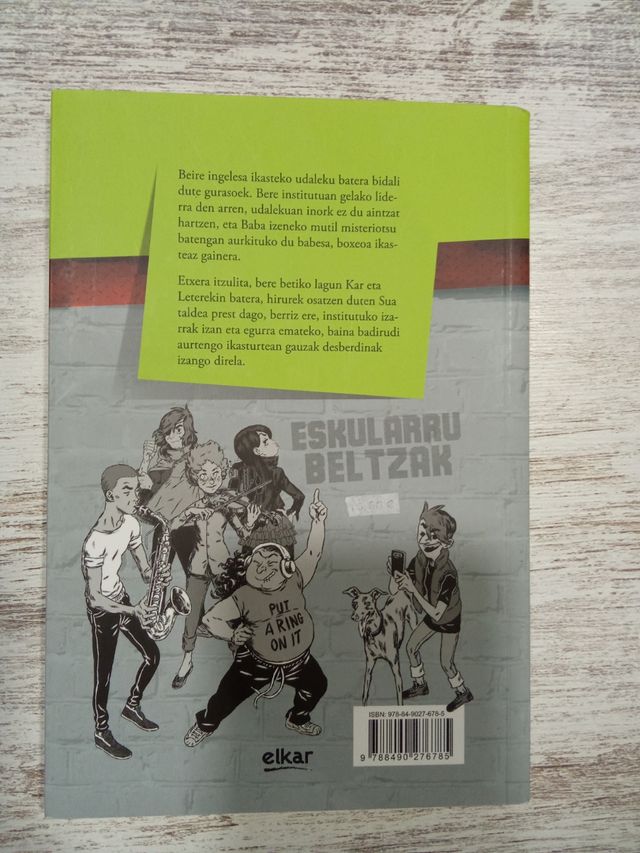 Beire ingelesa ikasteko udaleku batera bidali
dute gurasoek. Bere institutuan gelako lide-
rra den arren, udalekuan inork ez du aintzat
hartzen, eta Baba izeneko mutil misteriotsu
batengan aurkituko du babesa, boxeoa ikas-
teaz gainera.
Etxera itzulita, bere betiko lagun Kar eta
Leterekin batera, hirurek osatzen duten Sua
taldea prest dago, berriz ere, institutuko iza-
rrak izan eta egurra emateko, baina badirudi
aurtengo ikasturtean gauzak desberdinak
izango direla.
ESKULARRU
BELTZAK
PUT
A RING
ON IT
ISBN: 978-84-9027-678-5
9 788490 276785
elkar